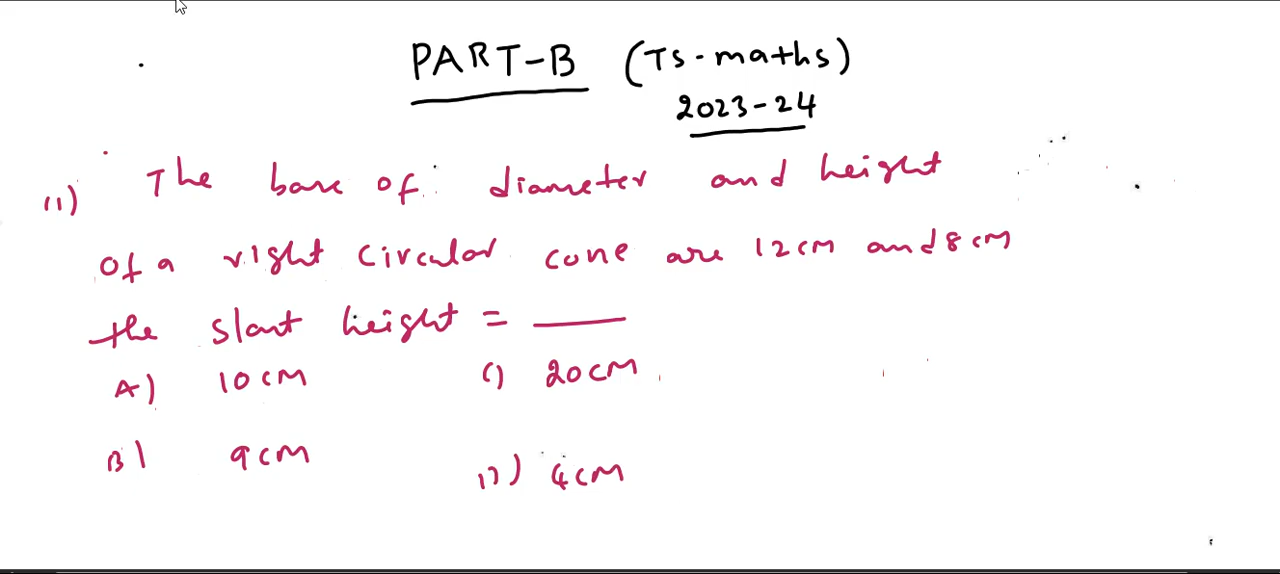 PART-B (TS-maths)
2023-24
11) The base of diameter and height
of a right circular cone are 12cm and 8cm
the slant height = ____
A) 10cm C) 20cm
B) 9cm D) 4cm